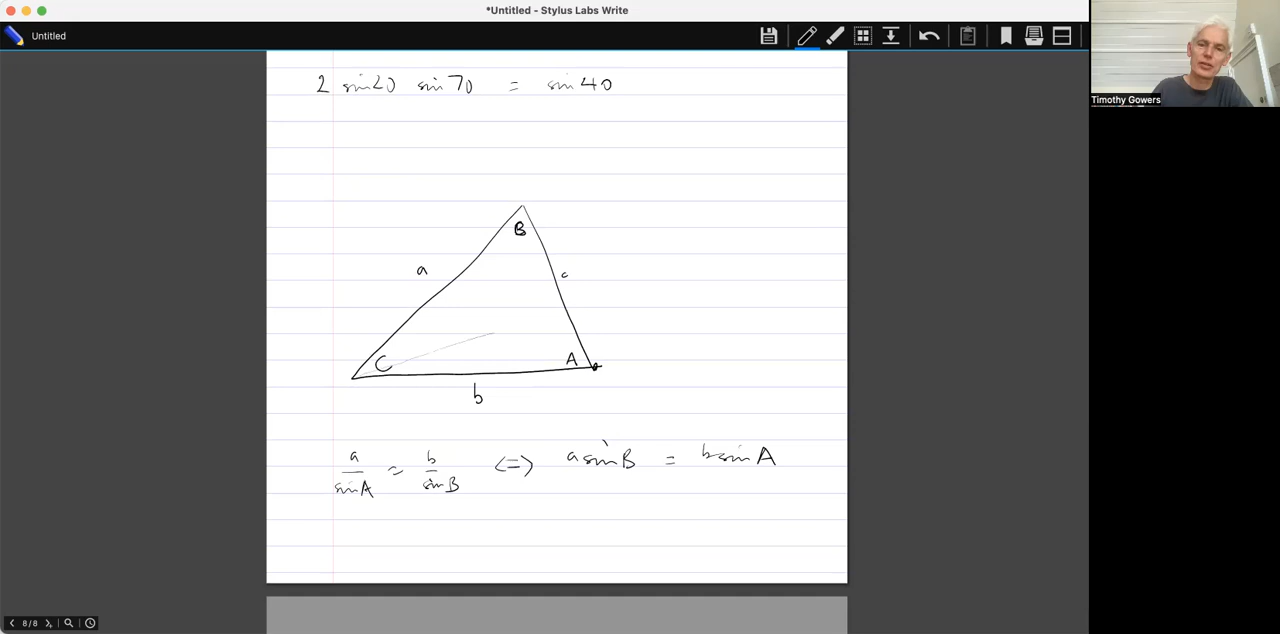 *Untitled - Stylus Labs Write
Untitled
Timothy Gowers
2 sin20 sin70 = sin40
B
a
c
C
A
b
a/sinA = b/sinB <=> a sinB = b sinA
8/8